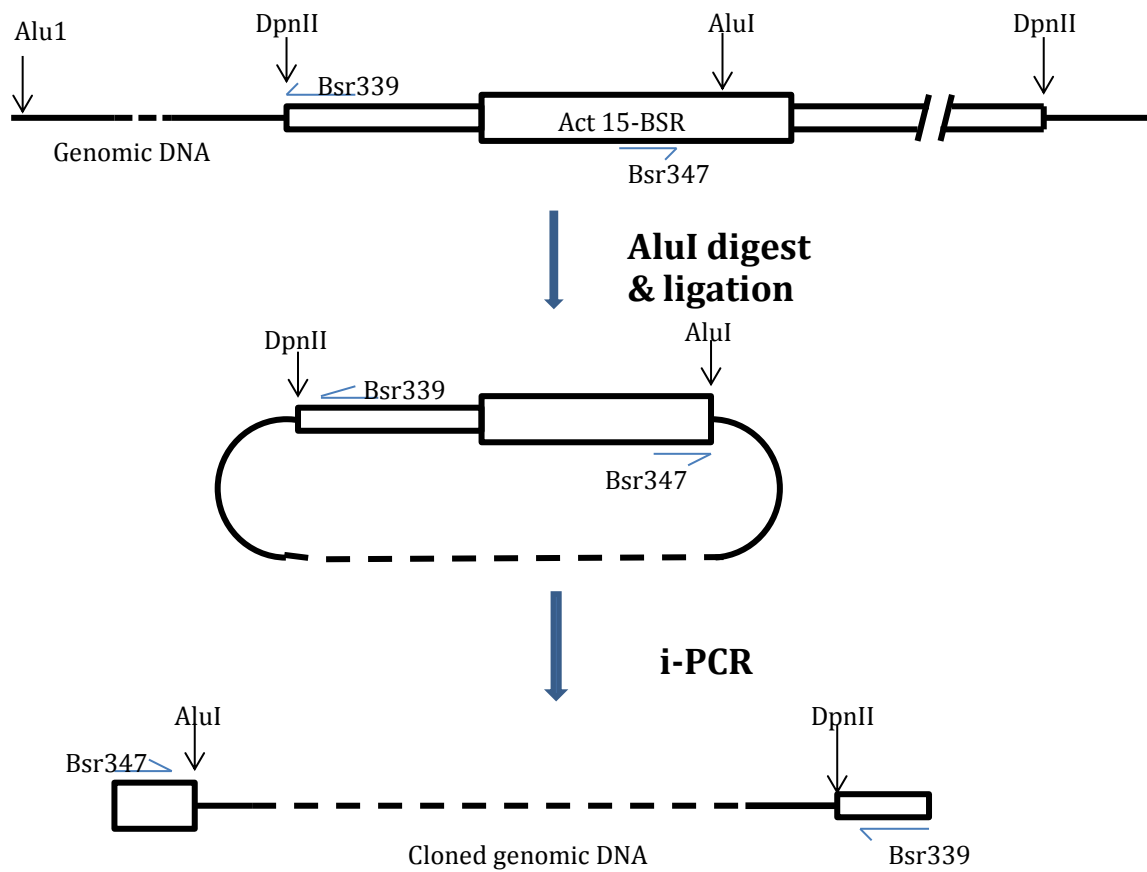 Alu1
DpnII
AluI
DpnII
Bsr339
Act 15-BSR
Genomic DNA
Bsr347
AluI digest
& ligation
DpnII
AluI
Bsr339
Bsr347
i-PCR
AluI
DpnII
Bsr347
Cloned genomic DNA
Bsr339